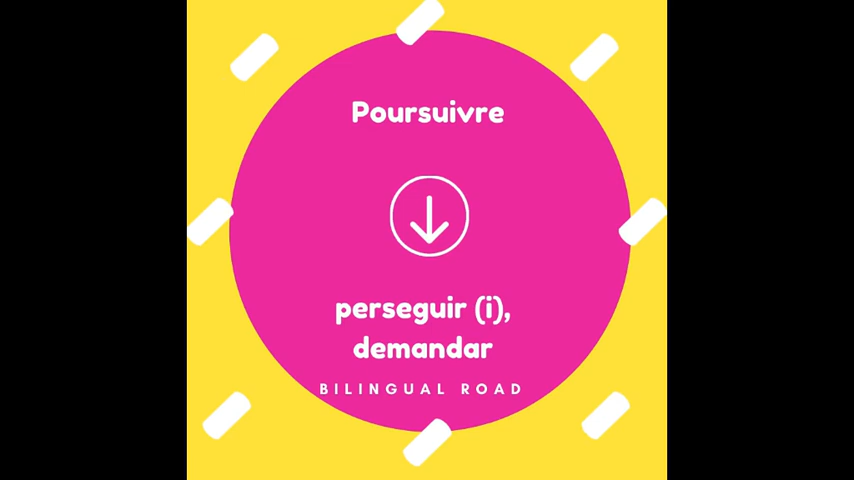 Poursuivre
perseguir (i),
demandar
BILINGUAL ROAD